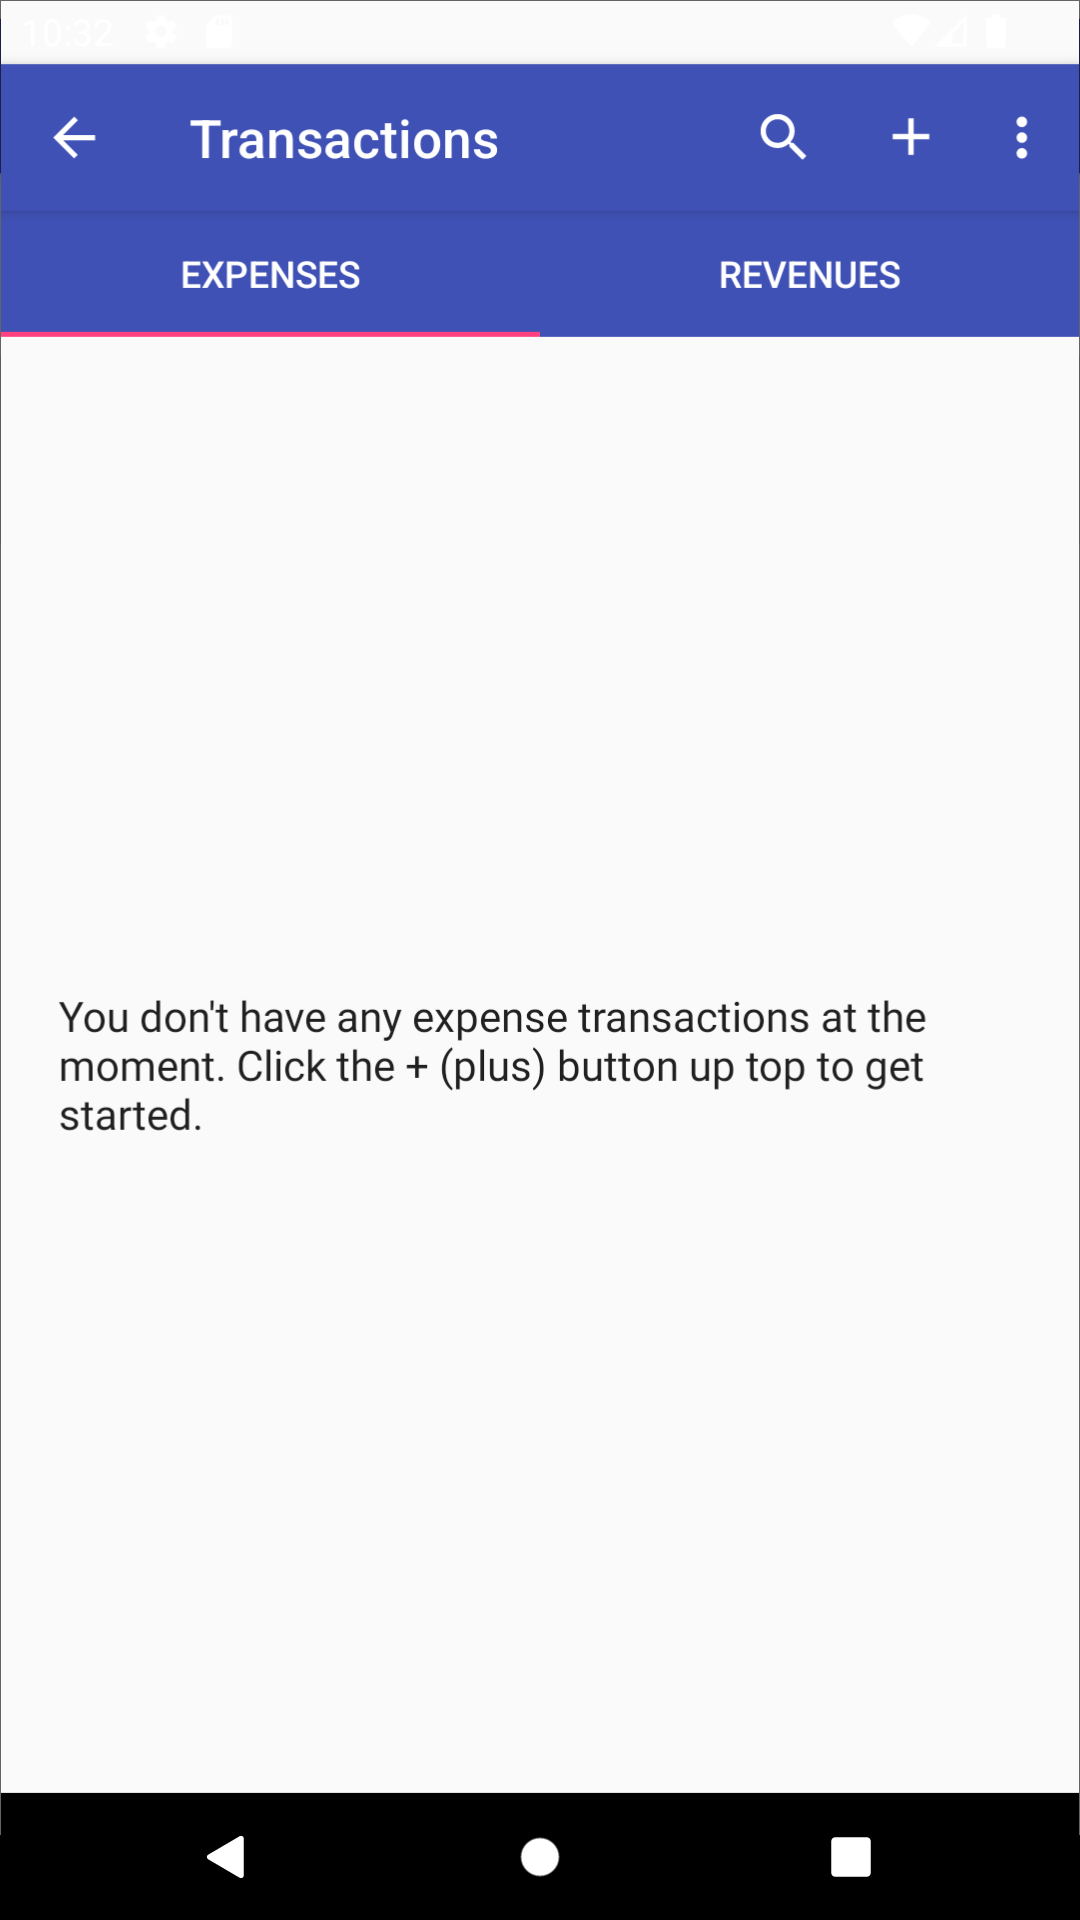 10:32
Transactions
EXPENSES
REVENUES
You don't have any expense transactions at the
moment. Click the + (plus) button up top to get
started.